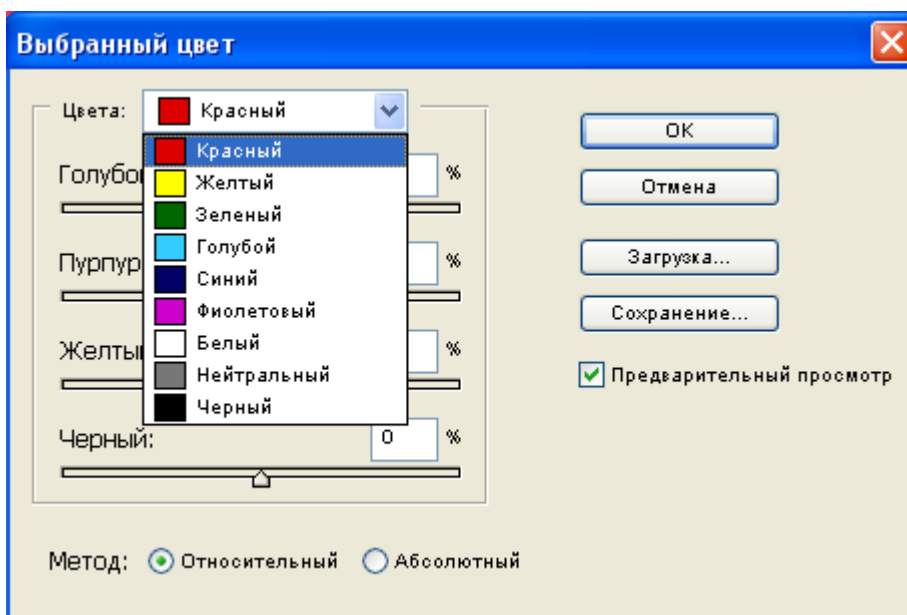 Выбранный цвет
Цвета: Красный
Красный
Желтый
Зеленый
Голубой
Синий
Фиолетовый
Белый
Нейтральный
Черный
%
%
%
Черный: 0 %
Метод: Относительный Абсолютный
OK
Отмена
Загрузка...
Сохранение...
Предварительный просмотр